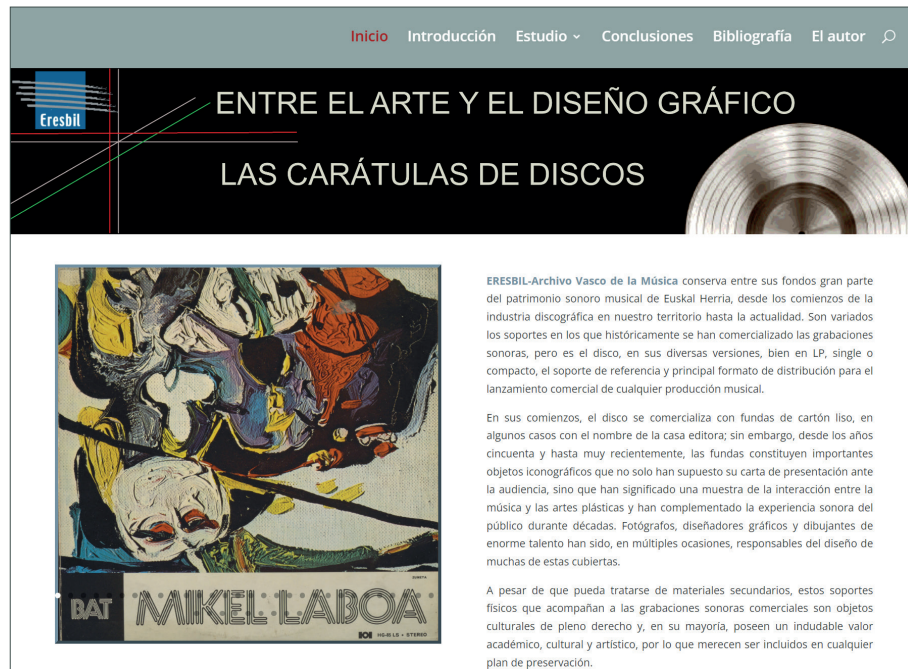 Inicio Introducción Estudio Conclusiones Bibliografía El autor
Eresbil
ENTRE EL ARTE Y EL DISEÑO GRÁFICO
LAS CARÁTULAS DE DISCOS
BAT MIKEL LABOA
HG-65 LS + STEREO
ERESBIL-Archivo Vasco de la Música conserva entre sus fondos gran parte
del patrimonio sonoro musical de Euskal Herria, desde los comienzos de la
industria discográfica en nuestro territorio hasta la actualidad. Son variados
los soportes en los que históricamente se han comercializado las grabaciones
sonoras, pero es el disco, en sus diversas versiones, bien en LP, single o
compacto, el soporte de referencia y principal formato de distribución para el
lanzamiento comercial de cualquier producción musical.
En sus comienzos, el disco se comercializa con fundas de cartón liso, en
algunos casos con el nombre de la casa editora; sin embargo, desde los años
cincuenta y hasta muy recientemente, las fundas constituyen importantes
objetos iconográficos que no solo han supuesto su carta de presentación ante
la audiencia, sino que han significado una muestra de la interacción entre la
música y las artes plásticas y han complementado la experiencia sonora del
público durante décadas. Fotógrafos, diseñadores gráficos y dibujantes de
enorme talento han sido, en múltiples ocasiones, responsables del diseño de
muchas de estas cubiertas.
A pesar de que pueda tratarse de materiales secundarios, estos soportes
físicos que acompañan a las grabaciones sonoras comerciales son objetos
culturales de pleno derecho y, en su mayoría, poseen un indudable valor
académico, cultural y artístico, por lo que merecen ser incluidos en cualquier
plan de preservación.